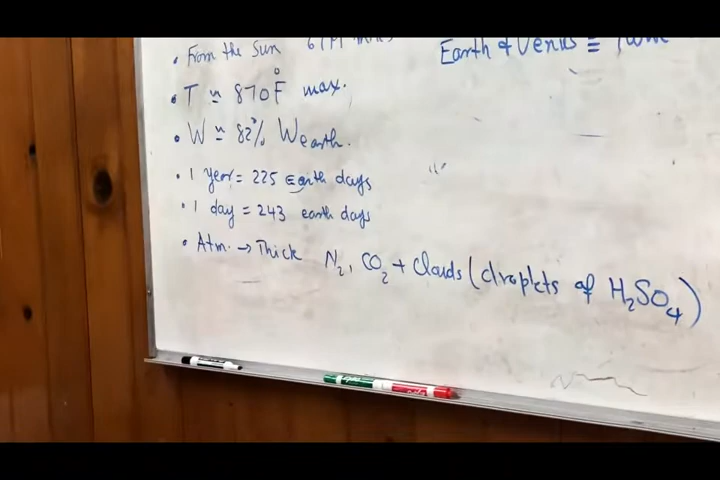 • From the Sun 67M
Earth & Venus ≡
• T ≃ 870°F max.
• W ≃ 82% Wearth.
• 1 year = 225 Earth days
• 1 day = 243 earth days
• Atm. → Thick N₂, CO₂ + Clouds (droplets of H₂SO₄)